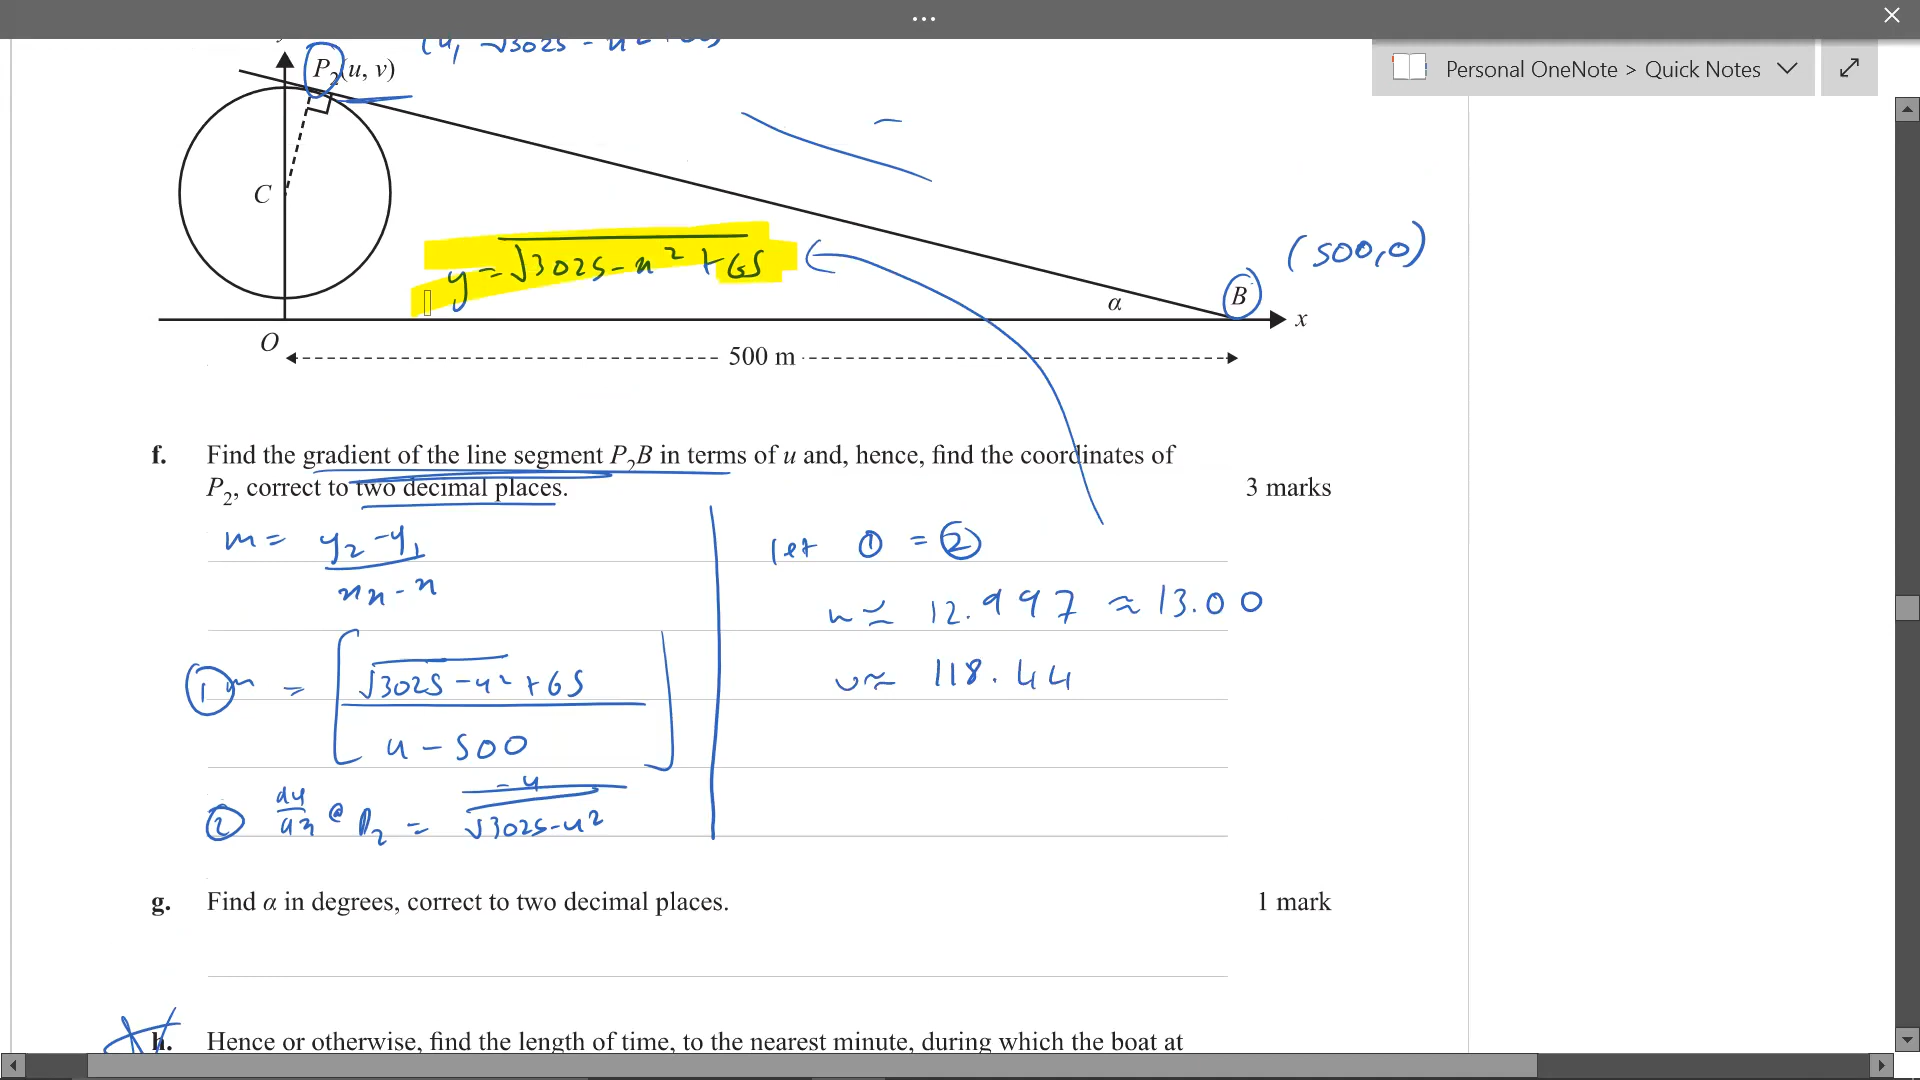 ...
Personal OneNote > Quick Notes
P₂(u, v)
C
y = √3025 - x² + 65
(500,0)
B
α
x
O
500 m
f. Find the gradient of the line segment P₂B in terms of u and, hence, find the coordinates of
P₂, correct to two decimal places. 3 marks
m = y₂ - y₁
① m = [√3025 - u² + 65
u - 500]
② dy/dx @ P₂ = -u
√3025 - u²
let ① = ②
u ≈ 12.997 ≈ 13.00
v ≈ 118.44
g. Find α in degrees, correct to two decimal places. 1 mark
h. Hence or otherwise, find the length of time, to the nearest minute, during which the boat at